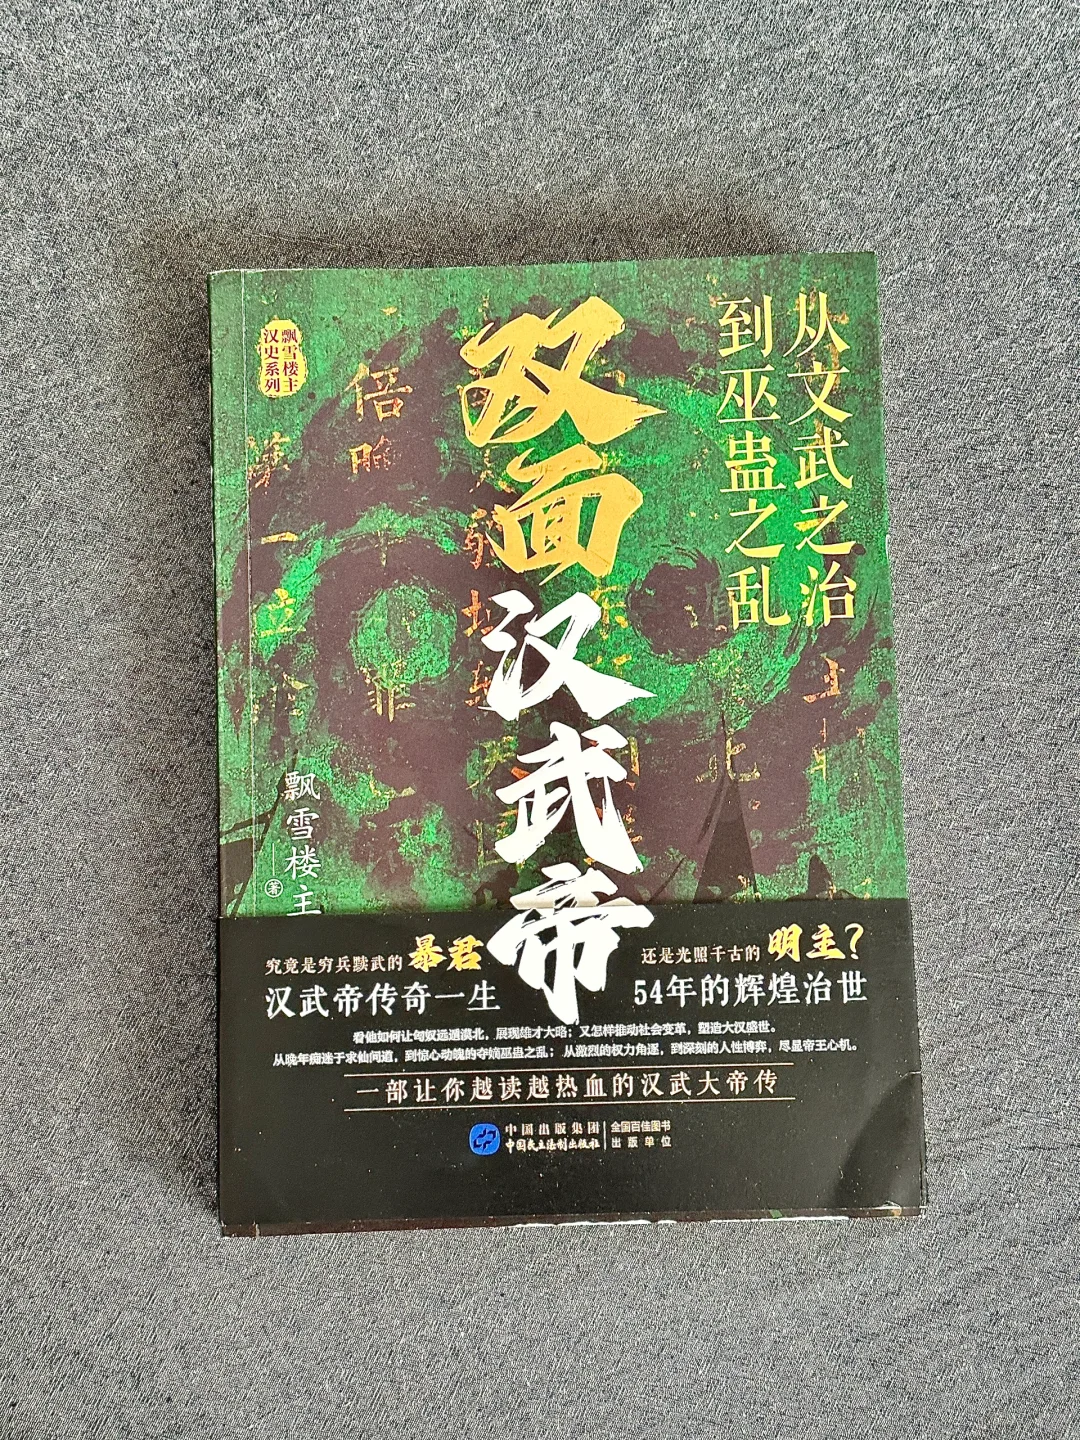 从文武之治
到巫蛊之乱
飘雪楼主
汉史系列
双面
汉武帝
飘雪楼主
著
究竟是穷兵黩武的暴君
还是光照千古的明主？
汉武帝传奇一生
54年的辉煌治世
看他如何让匈奴远遁漠北，展现雄才大略；又怎样推动社会变革，塑造大汉盛世。
从晚年痴迷于求仙问道，到惊心动魄的夺嫡巫蛊之乱；从激烈的权力角逐，到深刻的人性博弈，尽显帝王心机。
一部让你越读越热血的汉武大帝传
中国出版集团
中国民主法制出版社
全国百佳图书
出版单位